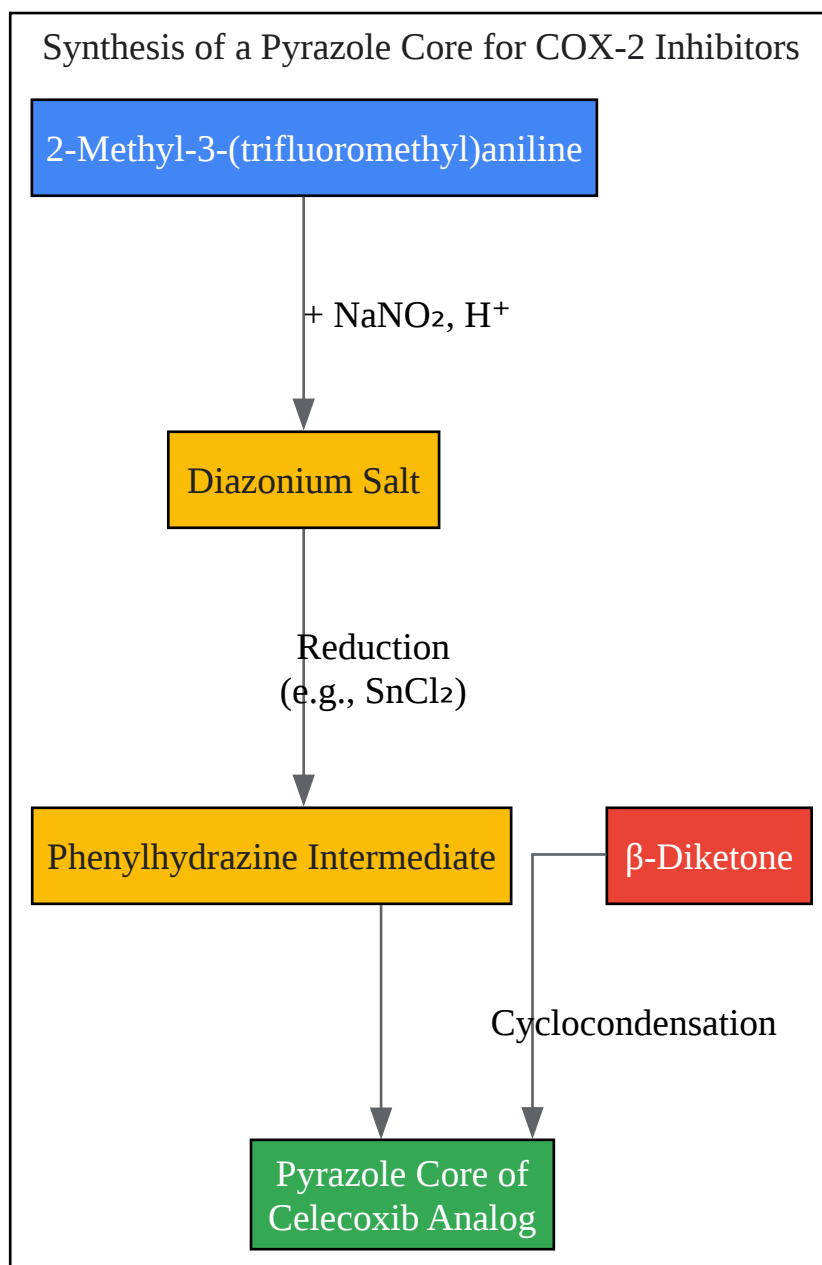 Synthesis of a Pyrazole Core for COX-2 Inhibitors
2-Methyl-3-(trifluoromethyl)aniline
+ NaNO₂, H⁺
Diazonium Salt
Reduction
(e.g., SnCl₂)
Phenylhydrazine Intermediate
β-Diketone
Cyclocondensation
Pyrazole Core of
Celecoxib Analog